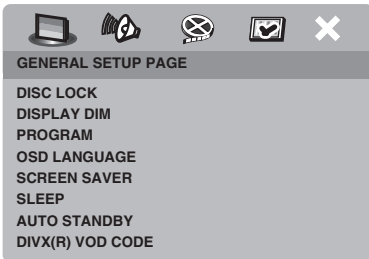 GENERAL SETUP PAGE
DISC LOCK
DISPLAY DIM
PROGRAM
OSD LANGUAGE
SCREEN SAVER
SLEEP
AUTO STANDBY
DIVX(R) VOD CODE